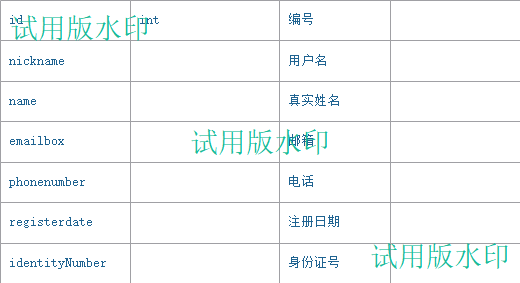 id int 编号
试用版水印
nickname 用户名
name 真实姓名
emailbox 邮箱
试用版水印
phonenumber 电话
registerdate 注册日期
identityNumber 身份证号
试用版水印